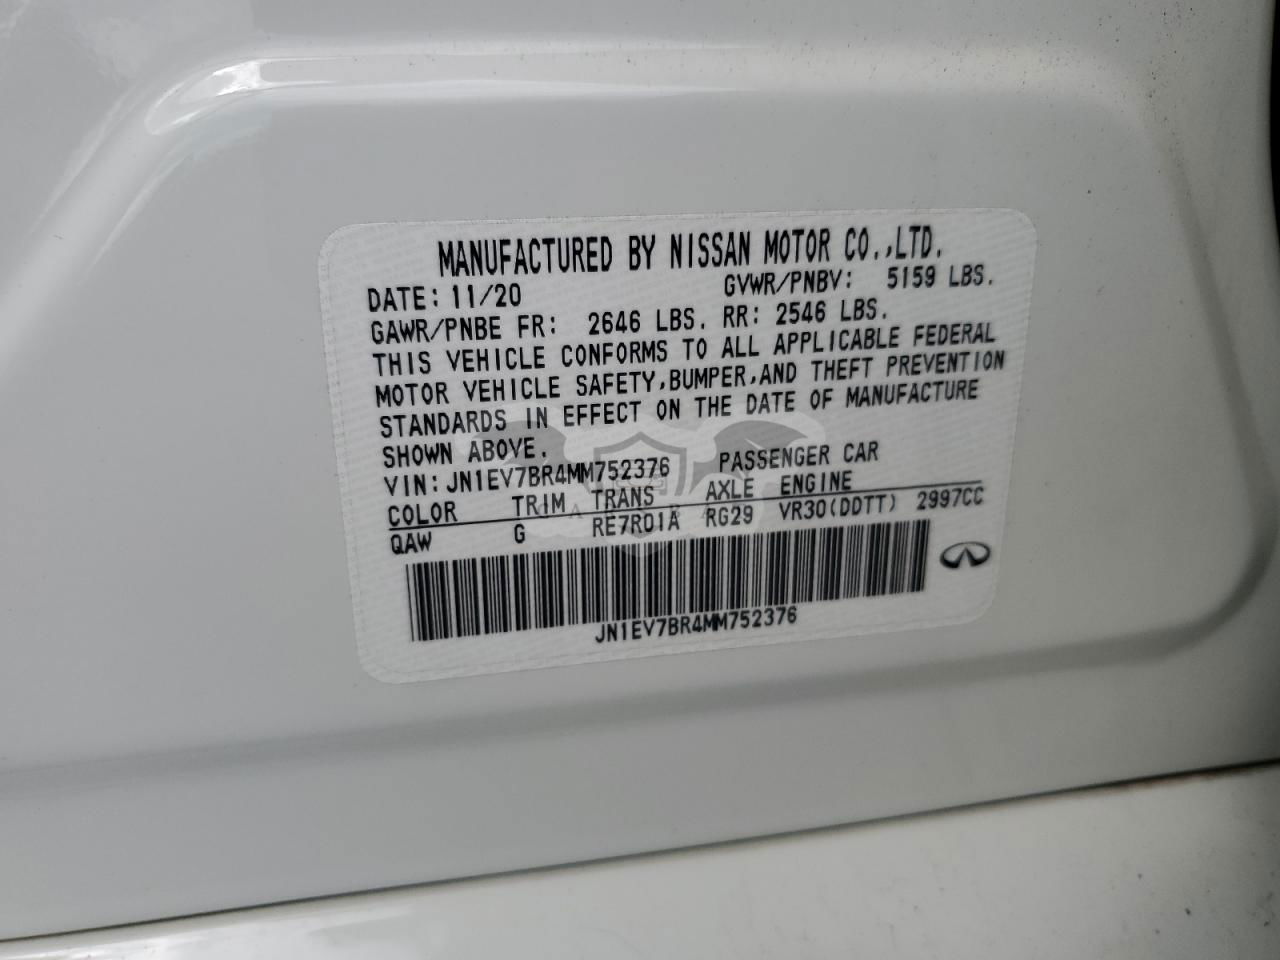 MANUFACTURED BY NISSAN MOTOR CO.,LTD.
DATE: 11/20 GVWR/PNBV: 5159 LBS.
GAWR/PNBE FR: 2646 LBS. RR: 2546 LBS.
THIS VEHICLE CONFORMS TO ALL APPLICABLE FEDERAL
MOTOR VEHICLE SAFETY,BUMPER,AND THEFT PREVENTION
STANDARDS IN EFFECT ON THE DATE OF MANUFACTURE
SHOWN ABOVE.
VIN: JN1EV7BR4MM752376 PASSENGER CAR
COLOR TRIM TRANS AXLE ENGINE
QAW G RE7R01A RG29 VR30(DDTT) 2997CC
JN1EV7BR4MM752376